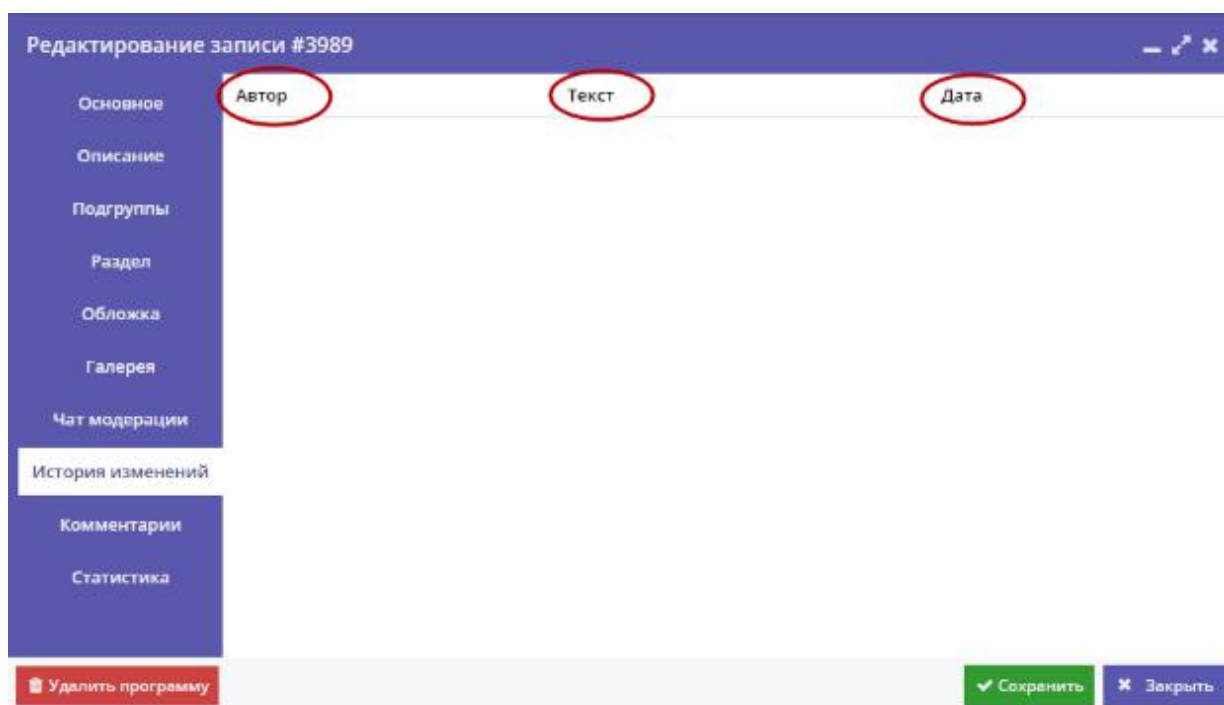 Редактирование записи #3989
Основное
Автор
Текст
Дата
Описание
Подгруппы
Раздел
Обложка
Галерея
Чат модерации
История изменений
Комментарии
Статистика
Удалить программу
Сохранить
Закрыть